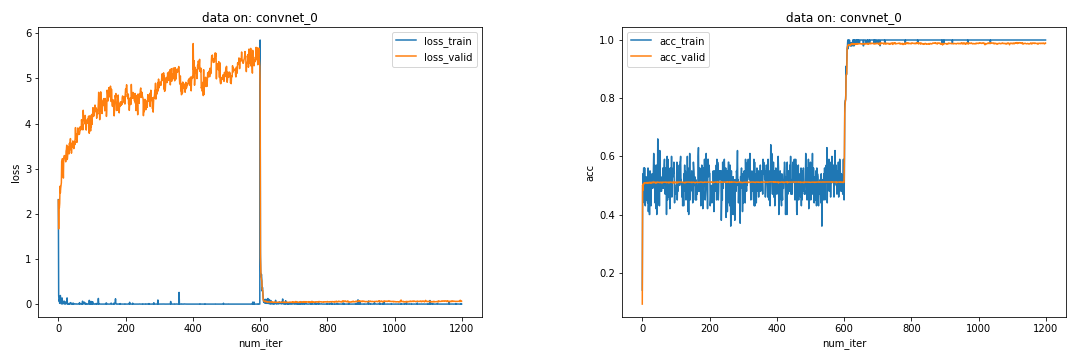 data on: convnet_0
loss
6
5
4
3
2
1
0
loss_train
loss_valid
0
200
400
600
800
1000
1200
num_iter
data on: convnet_0
acc
1.0
0.8
0.6
0.4
0.2
acc_train
acc_valid
0
200
400
600
800
1000
1200
num_iter